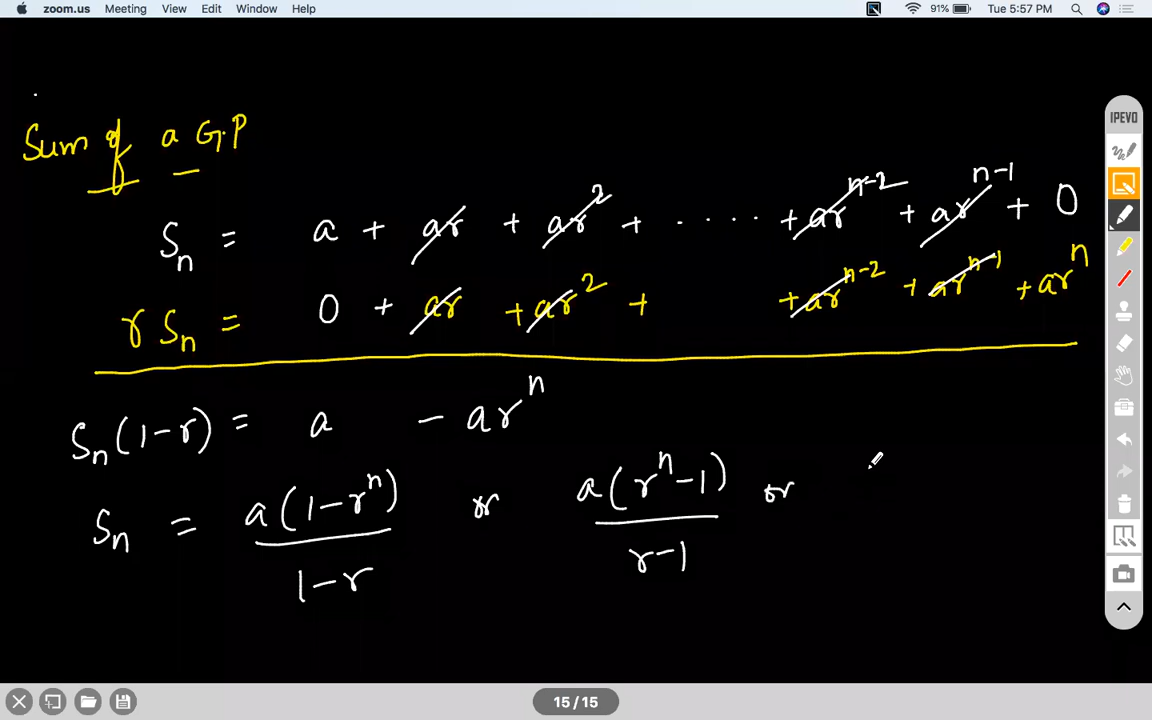 zoom.us Meeting View Edit Window Help 91% Tue 5:57 PM
IPEVO
Sum of a G.P
Sn = a + ar + ar² + ..... + ar^n-2 + ar^n-1 + 0
r Sn = 0 + ar + ar² + + ar^n-2 + ar^n-1 + ar^n
Sn(1-r) = a - ar^n
Sn = a(1-r^n) / 1-r or a(r^n-1) / r-1 or
15 / 15